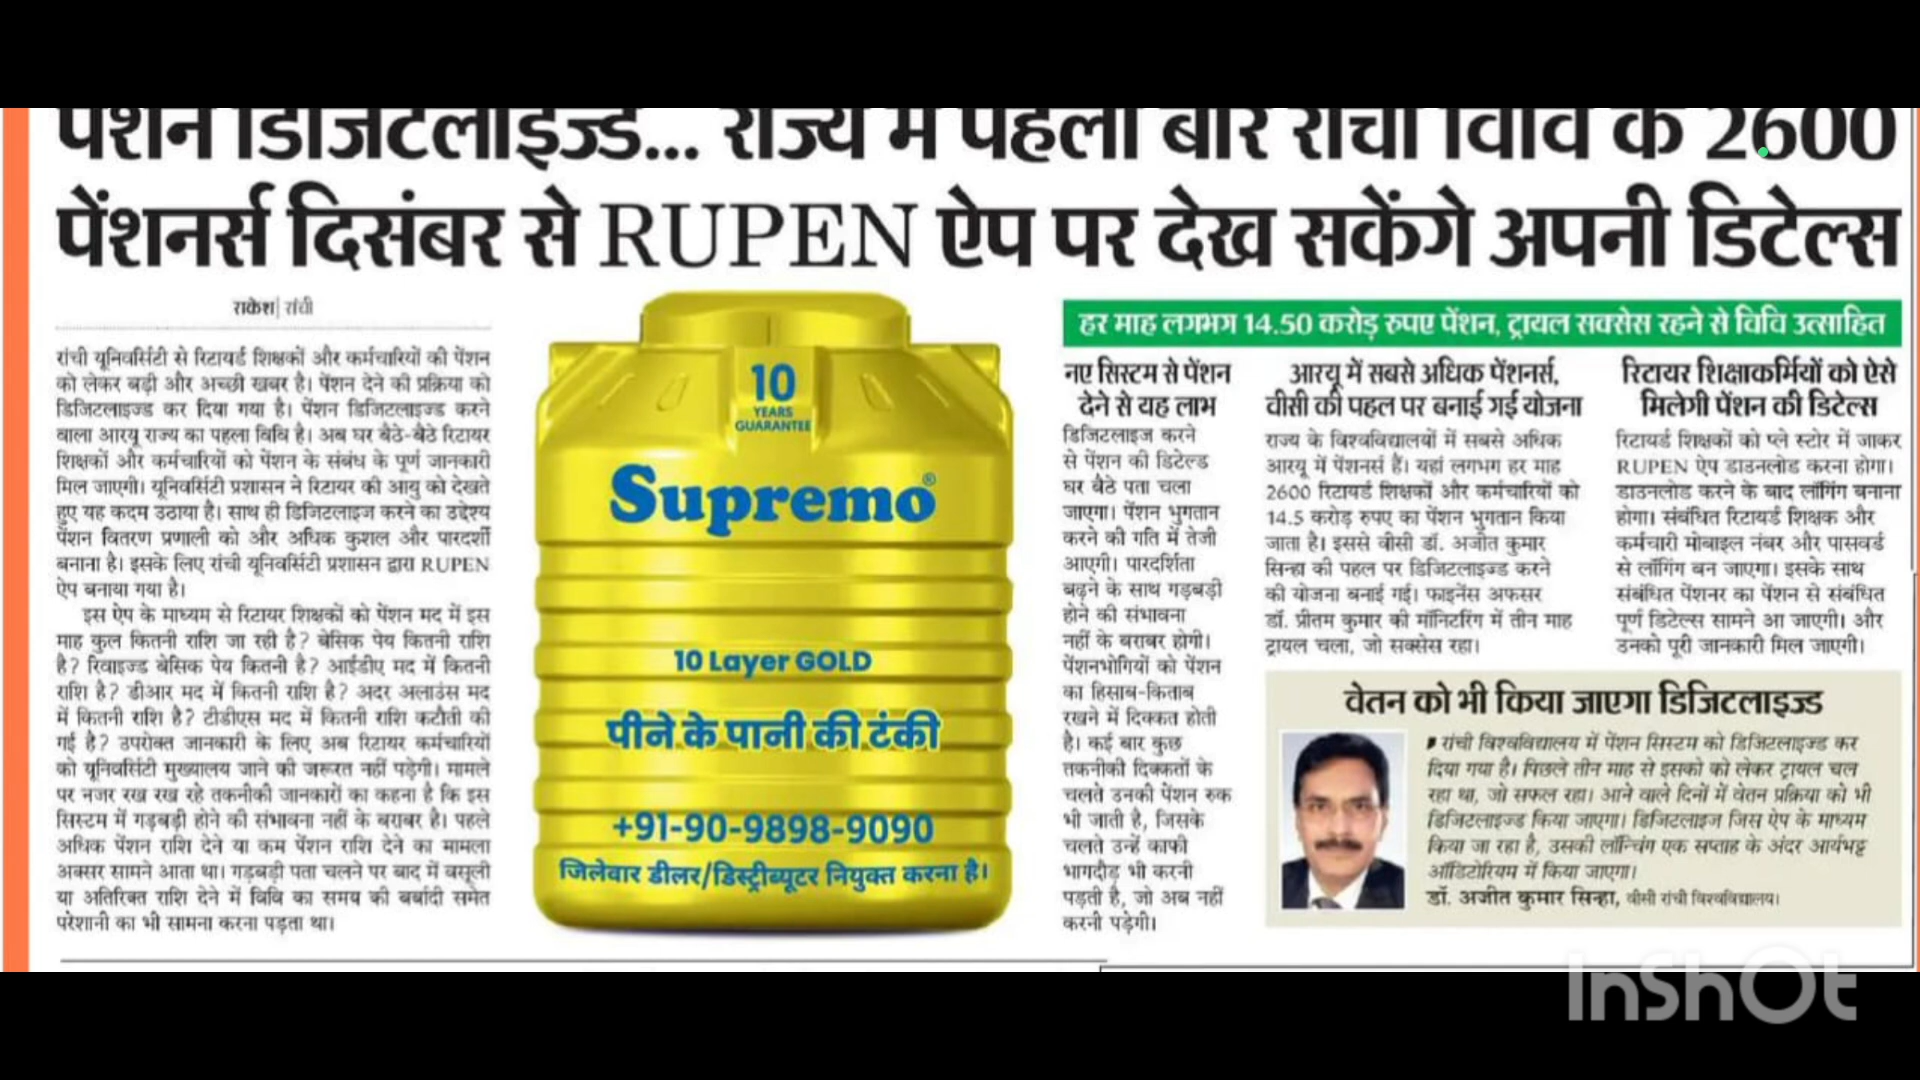 पेंशन डिजिटलाइज्ड... राज्य में पहली बार रांची विवि के 2600
पेंशनर्स दिसंबर से RUPEN ऐप पर देख सकेंगे अपनी डिटेल्स
राकेश| रांची
रांची यूनिवर्सिटी से रिटायर्ड शिक्षकों और कर्मचारियों की पेंशन
को लेकर बड़ी और अच्छी खबर है। पेंशन देने की प्रक्रिया को
डिजिटलाइज्ड कर दिया गया है। पेंशन डिजिटलाइज्ड करने
वाला आरयू राज्य का पहला विवि है। अब घर बैठे-बैठे रिटायर
शिक्षकों और कर्मचारियों को पेंशन के संबंध के पूर्ण जानकारी
मिल जाएगी। यूनिवर्सिटी प्रशासन ने रिटायर की आयु को देखते
हुए यह कदम उठाया है। साथ ही डिजिटलाइज करने का उद्देश्य
पेंशन वितरण प्रणाली को और अधिक कुशल और पारदर्शी
बनाना है। इसके लिए रांची यूनिवर्सिटी प्रशासन द्वारा RUPEN
ऐप बनाया गया है।
इस ऐप के माध्यम से रिटायर शिक्षकों को पेंशन मद में इस
माह कुल कितनी राशि जा रही है? बेसिक पेय कितनी राशि
है? रिवाइज्ड बेसिक पेय कितनी है? आईडीए मद में कितनी
राशि है? डीआर मद में कितनी राशि है? अदर अलाउंस मद
में कितनी राशि है? टीडीएस मद में कितनी राशि कटौती की
गई है? उपरोक्त जानकारी के लिए अब रिटायर कर्मचारियों
को यूनिवर्सिटी मुख्यालय जाने की जरूरत नहीं पड़ेगी। मामले
पर नजर रख रख रहे तकनीकी जानकारों का कहना है कि इस
सिस्टम में गड़बड़ी होने की संभावना नहीं के बराबर है। पहले
अधिक पेंशन राशि देने या कम पेंशन राशि देने का मामला
अक्सर सामने आता था। गड़बड़ी पता चलने पर बाद में वसूली
या अतिरिक्त राशि देने में विवि का समय की बर्बादी समेत
परेशानी का भी सामना करना पड़ता था।
10
YEARS
GUARANTEE
Supremo®
10 Layer GOLD
पीने के पानी की टंकी
+91-90-9898-9090
जिलेवार डीलर/डिस्ट्रीब्यूटर नियुक्त करना है।
हर माह लगभग 14.50 करोड़ रुपए पेंशन, ट्रायल सक्सेस रहने से विवि उत्साहित
नए सिस्टम से पेंशन
देने से यह लाभ
डिजिटलाइज करने
से पेंशन की डिटेल्ड
घर बैठे पता चला
जाएगा। पेंशन भुगतान
करने की गति में तेजी
आएगी। पारदर्शिता
बढ़ने के साथ गड़बड़ी
होने की संभावना
नहीं के बराबर होगी।
पेंशनभोगियों को पेंशन
का हिसाब-किताब
रखने में दिक्कत होती
है। कई बार कुछ
तकनीकी दिक्कतों के
चलते उनकी पेंशन रुक
भी जाती है, जिसके
चलते उन्हें काफी
भागदौड़ भी करनी
पड़ती है, जो अब नहीं
करनी पड़ेगी।
आरयू में सबसे अधिक पेंशनर्स,
वीसी की पहल पर बनाई गई योजना
राज्य के विश्वविद्यालयों में सबसे अधिक
आरयू में पेंशनर्स हैं। यहां लगभग हर माह
2600 रिटायर्ड शिक्षकों और कर्मचारियों को
14.5 करोड़ रुपए का पेंशन भुगतान किया
जाता है। इससे वीसी डॉ. अजीत कुमार
सिन्हा की पहल पर डिजिटलाइज्ड करने
की योजना बनाई गई। फाइनेंस अफसर
डॉ. प्रीतम कुमार की मॉनिटरिंग में तीन माह
ट्रायल चला, जो सक्सेस रहा।
रिटायर शिक्षाकर्मियों को ऐसे
मिलेगी पेंशन की डिटेल्स
रिटायर्ड शिक्षकों को प्ले स्टोर में जाकर
RUPEN ऐप डाउनलोड करना होगा।
डाउनलोड करने के बाद लॉगिंग बनाना
होगा। संबंधित रिटायर्ड शिक्षक और
कर्मचारी मोबाइल नंबर और पासवर्ड
से लॉगिंग बन जाएगा। इसके साथ
संबंधित पेंशनर का पेंशन से संबंधित
पूर्ण डिटेल्स सामने आ जाएगी। और
उनको पूरी जानकारी मिल जाएगी।
वेतन को भी किया जाएगा डिजिटलाइज्ड
रांची विश्वविद्यालय में पेंशन सिस्टम को डिजिटलाइज्ड कर
दिया गया है। पिछले तीन माह से इसको को लेकर ट्रायल चल
रहा था, जो सफल रहा। आने वाले दिनों में वेतन प्रक्रिया को भी
डिजिटलाइज्ड किया जाएगा। डिजिटलाइज जिस ऐप के माध्यम
किया जा रहा है, उसकी लॉन्चिंग एक सप्ताह के अंदर आर्यभट्ट
ऑडिटोरियम में किया जाएगा।
डॉ. अजीत कुमार सिन्हा, वीसी रांची विश्वविद्यालय।
InShOt